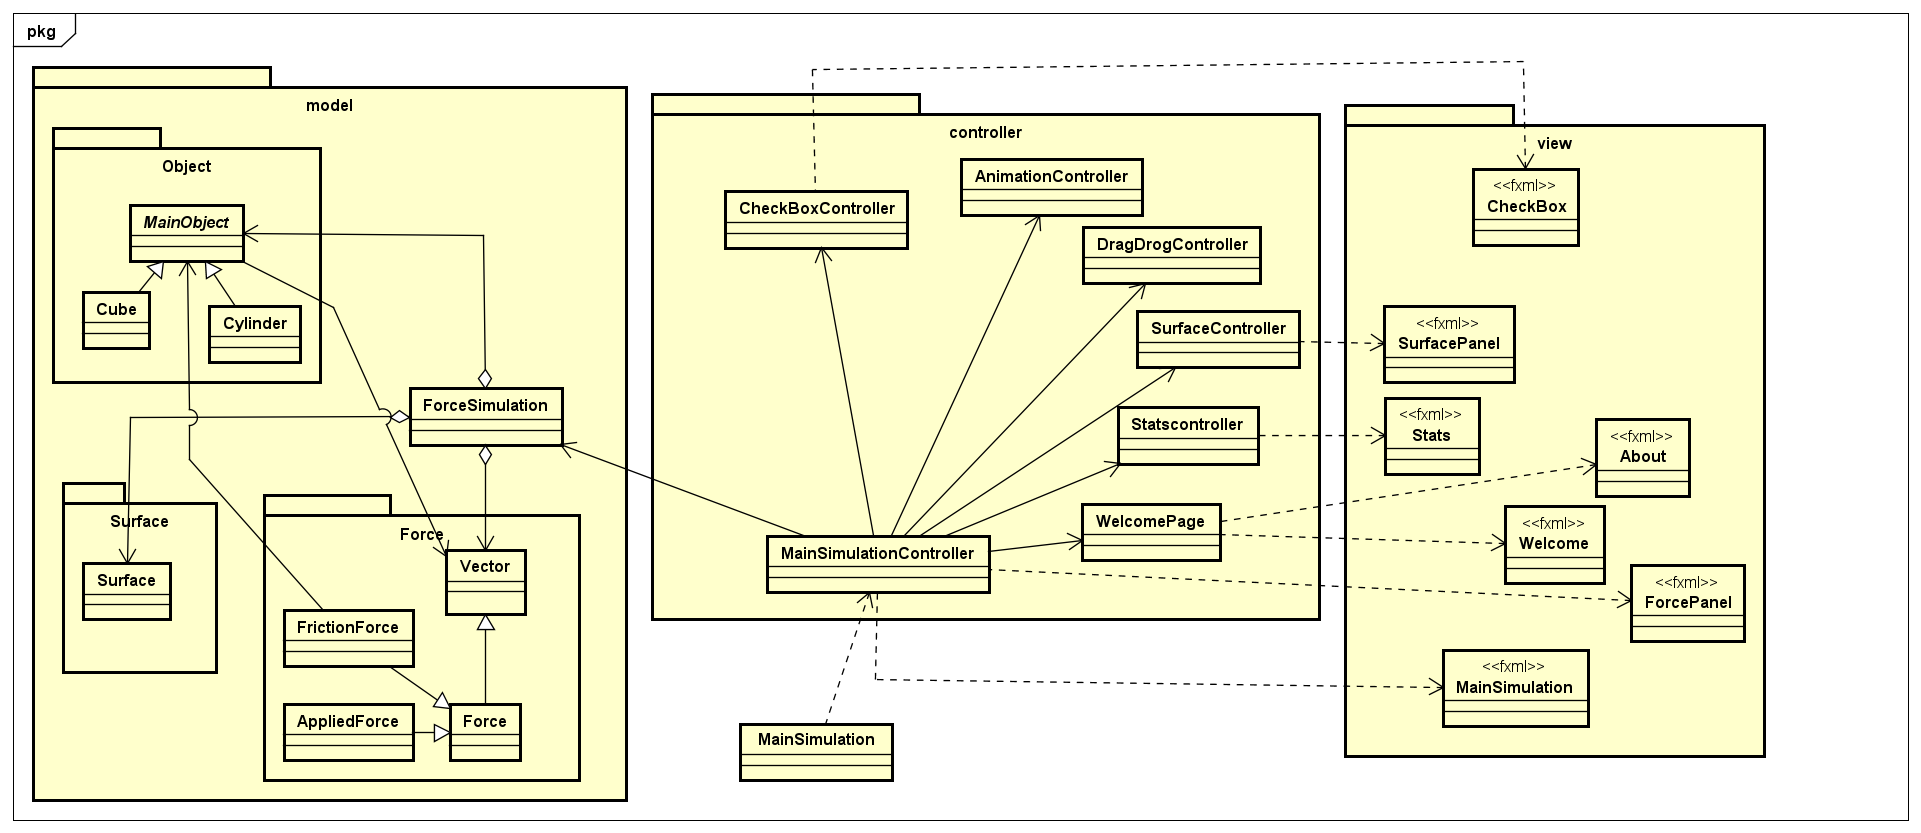 pkg
model
Object
MainObject
Cube
Cylinder
ForceSimulation
Surface
Surface
Force
Vector
FrictionForce
AppliedForce
Force
controller
AnimationController
CheckBoxController
DragDrogController
SurfaceController
Statscontroller
WelcomePage
MainSimulationController
MainSimulation
view
<<fxml>>
CheckBox
<<fxml>>
SurfacePanel
<<fxml>>
Stats
<<fxml>>
About
<<fxml>>
Welcome
<<fxml>>
ForcePanel
<<fxml>>
MainSimulation